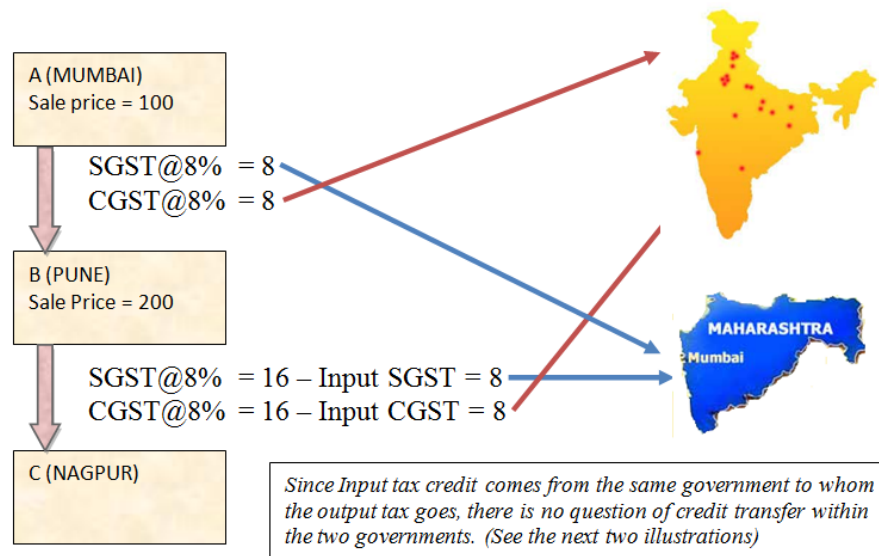 A (MUMBAI)
Sale price = 100
SGST@8% = 8
CGST@8% = 8
B (PUNE)
Sale Price = 200
MAHARASHTRA
Mumbai
SGST@8% = 16 – Input SGST = 8
CGST@8% = 16 – Input CGST = 8
C (NAGPUR)
Since Input tax credit comes from the same government to whom
the output tax goes, there is no question of credit transfer within
the two governments. (See the next two illustrations)